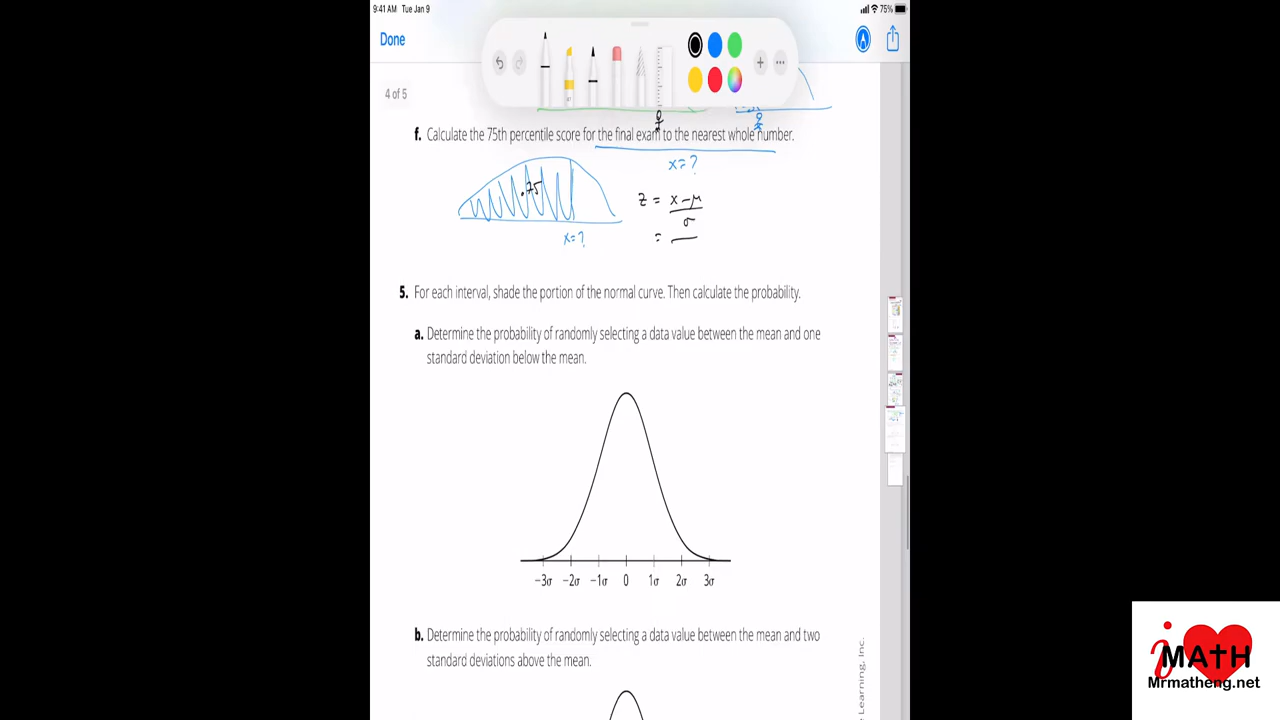 9:41 AM Tue Jan 9
75%
Done
4 of 5
f. Calculate the 75th percentile score for the final exam to the nearest whole number.
x = ?
.75
z = x - μ
σ
=
x = ?
5. For each interval, shade the portion of the normal curve. Then calculate the probability.
a. Determine the probability of randomly selecting a data value between the mean and one
standard deviation below the mean.
-3σ -2σ -1σ 0 1σ 2σ 3σ
b. Determine the probability of randomly selecting a data value between the mean and two
standard deviations above the mean.
e Learning, Inc.
i
MATH
Mrmatheng.net